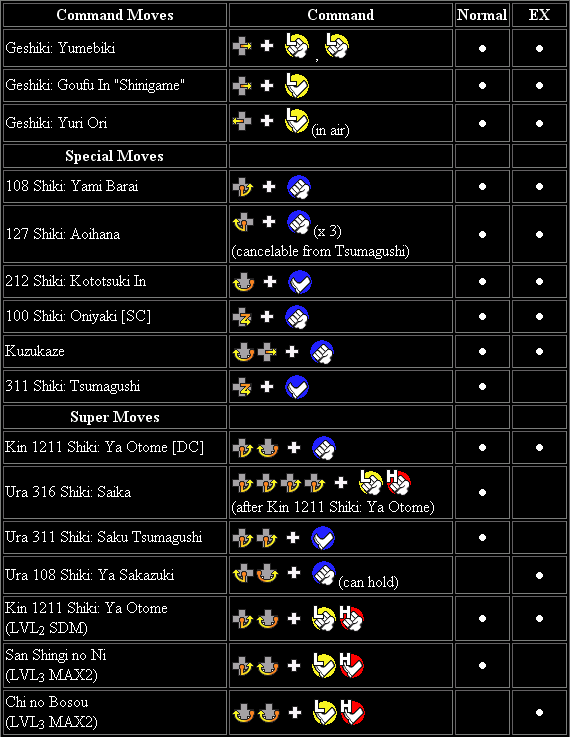 Command Moves Command Normal EX
Geshiki: Yumebiki + L , L
Geshiki: Goufu In "Shinigame" + L
Geshiki: Yuri Ori + L (in air)
Special Moves
108 Shiki: Yami Barai +
127 Shiki: Aoihana + (x 3)
(cancelable from Tsumagushi)
212 Shiki: Kototsuki In +
100 Shiki: Oniyaki [SC] +
Kuzukaze +
311 Shiki: Tsumagushi +
Super Moves
Kin 1211 Shiki: Ya Otome [DC] +
Ura 316 Shiki: Saika + L H
(after Kin 1211 Shiki: Ya Otome)
Ura 311 Shiki: Saku Tsumagushi +
Ura 108 Shiki: Ya Sakazuki + (can hold)
Kin 1211 Shiki: Ya Otome
(LVL2 SDM) + L H
San Shingi no Ni
(LVL3 MAX2) + L H
Chi no Bosou
(LVL3 MAX2) + L H